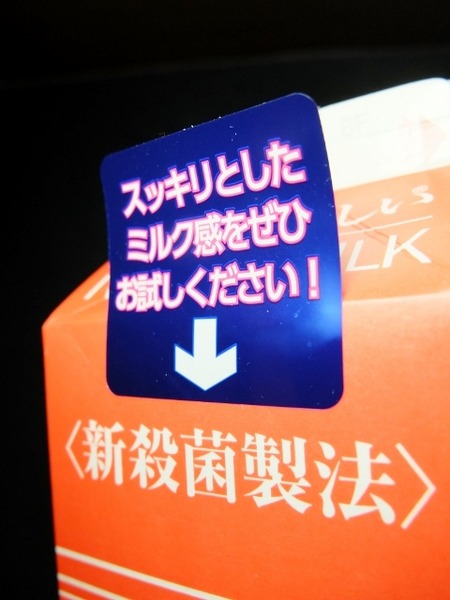 スッキリとした
ミルク感をぜひ
お試しください！
〈新殺菌製法〉